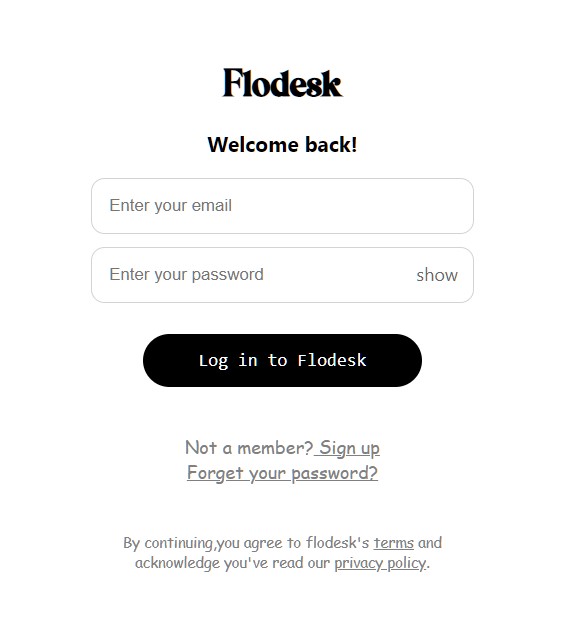 Flodesk
Welcome back!
Enter your email
Enter your password show
Log in to Flodesk
Not a member? Sign up
Forget your password?
By continuing,you agree to flodesk's terms and
acknowledge you've read our privacy policy.